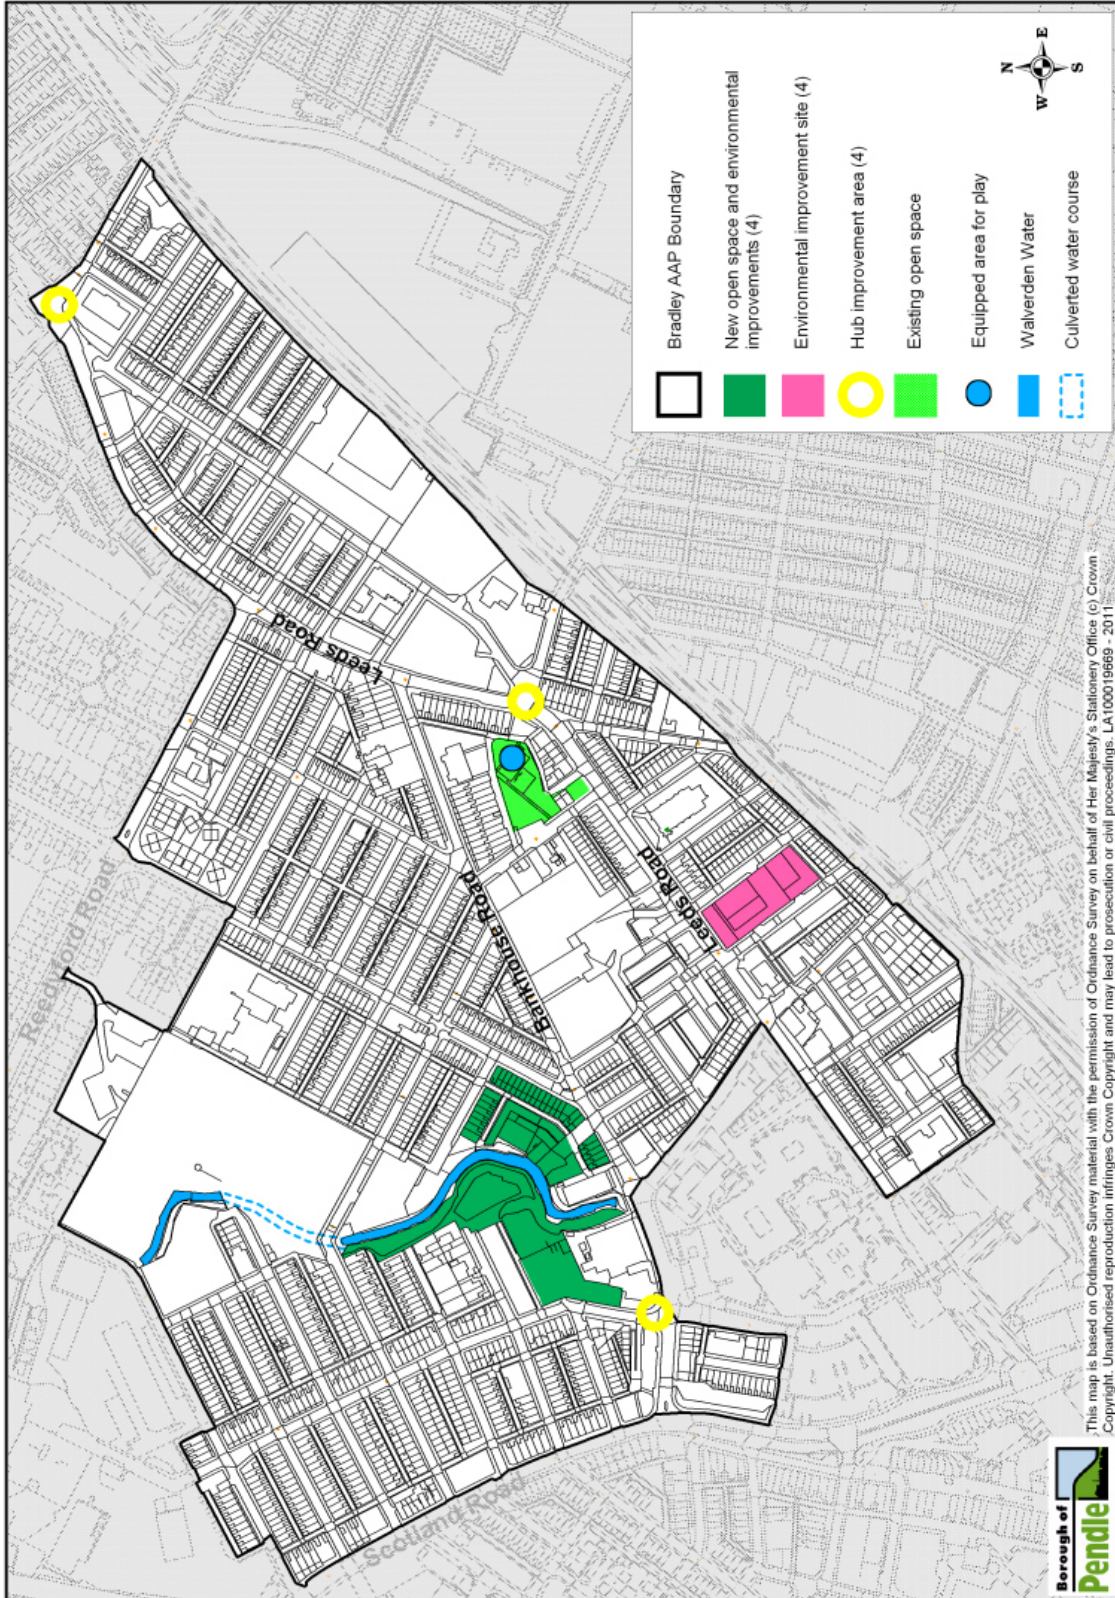 Bradley AAP Boundary
New open space and environmental
improvements (4)
Environmental improvement site (4)
Hub improvement area (4)
Existing open space
Equipped area for play
Walverden Water
Culverted water course
N
E
S
W
Reedyford Road
Leeds Road
Bankhouse Road
Leeds Road
Scotland Road
Borough of
Pendle
This map is based on Ordnance Survey material with the permission of Ordnance Survey on behalf of Her Majesty's Stationery Office (c) Crown
Copyright. Unauthorised reproduction infringes Crown Copyright and may lead to prosecution or civil proceedings. LA100019669 - 2011.